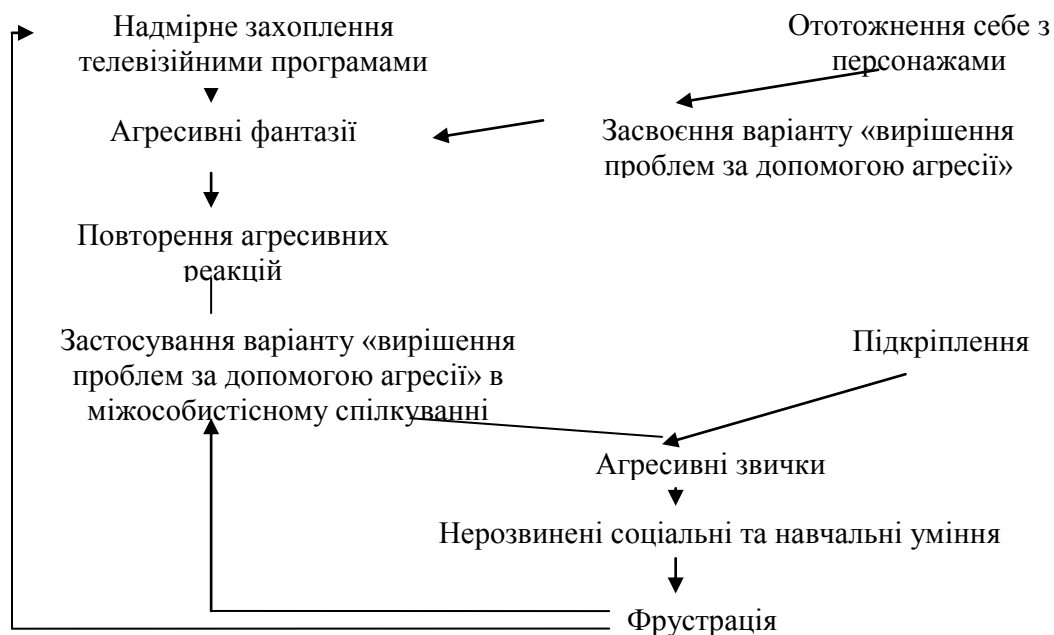 Надмірне захоплення
телевізійними програмами
Ототожнення себе з
персонажами
Агресивні фантазії
Засвоєння варіанту «вирішення
проблем за допомогою агресії»
Повторення агресивних
реакцій
Застосування варіанту «вирішення
проблем за допомогою агресії» в
міжособистісному спілкуванні
Підкріплення
Агресивні звички
Нерозвинені соціальні та навчальні уміння
Фрустрація